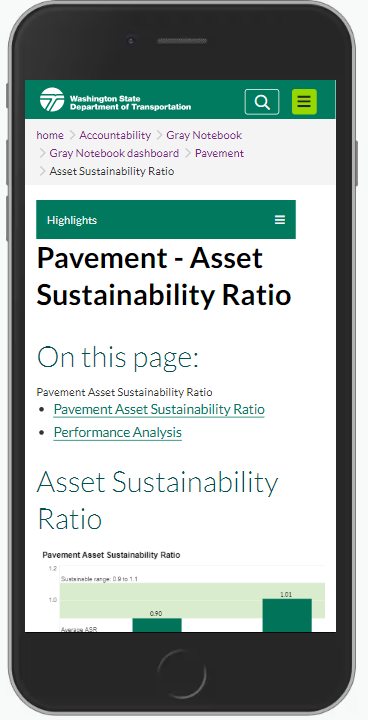 Washington State
Department of Transportation
home > Accountability > Gray Notebook
> Gray Notebook dashboard > Pavement
> Asset Sustainability Ratio
Highlights
Pavement - Asset
Sustainability Ratio
On this page:
Pavement Asset Sustainability Ratio
• Pavement Asset Sustainability Ratio
• Performance Analysis
Asset Sustainability
Ratio
Pavement Asset Sustainability Ratio
1.2
Sustainable range: 0.9 to 1.1
1.01
1.0
0.90
Average ASR